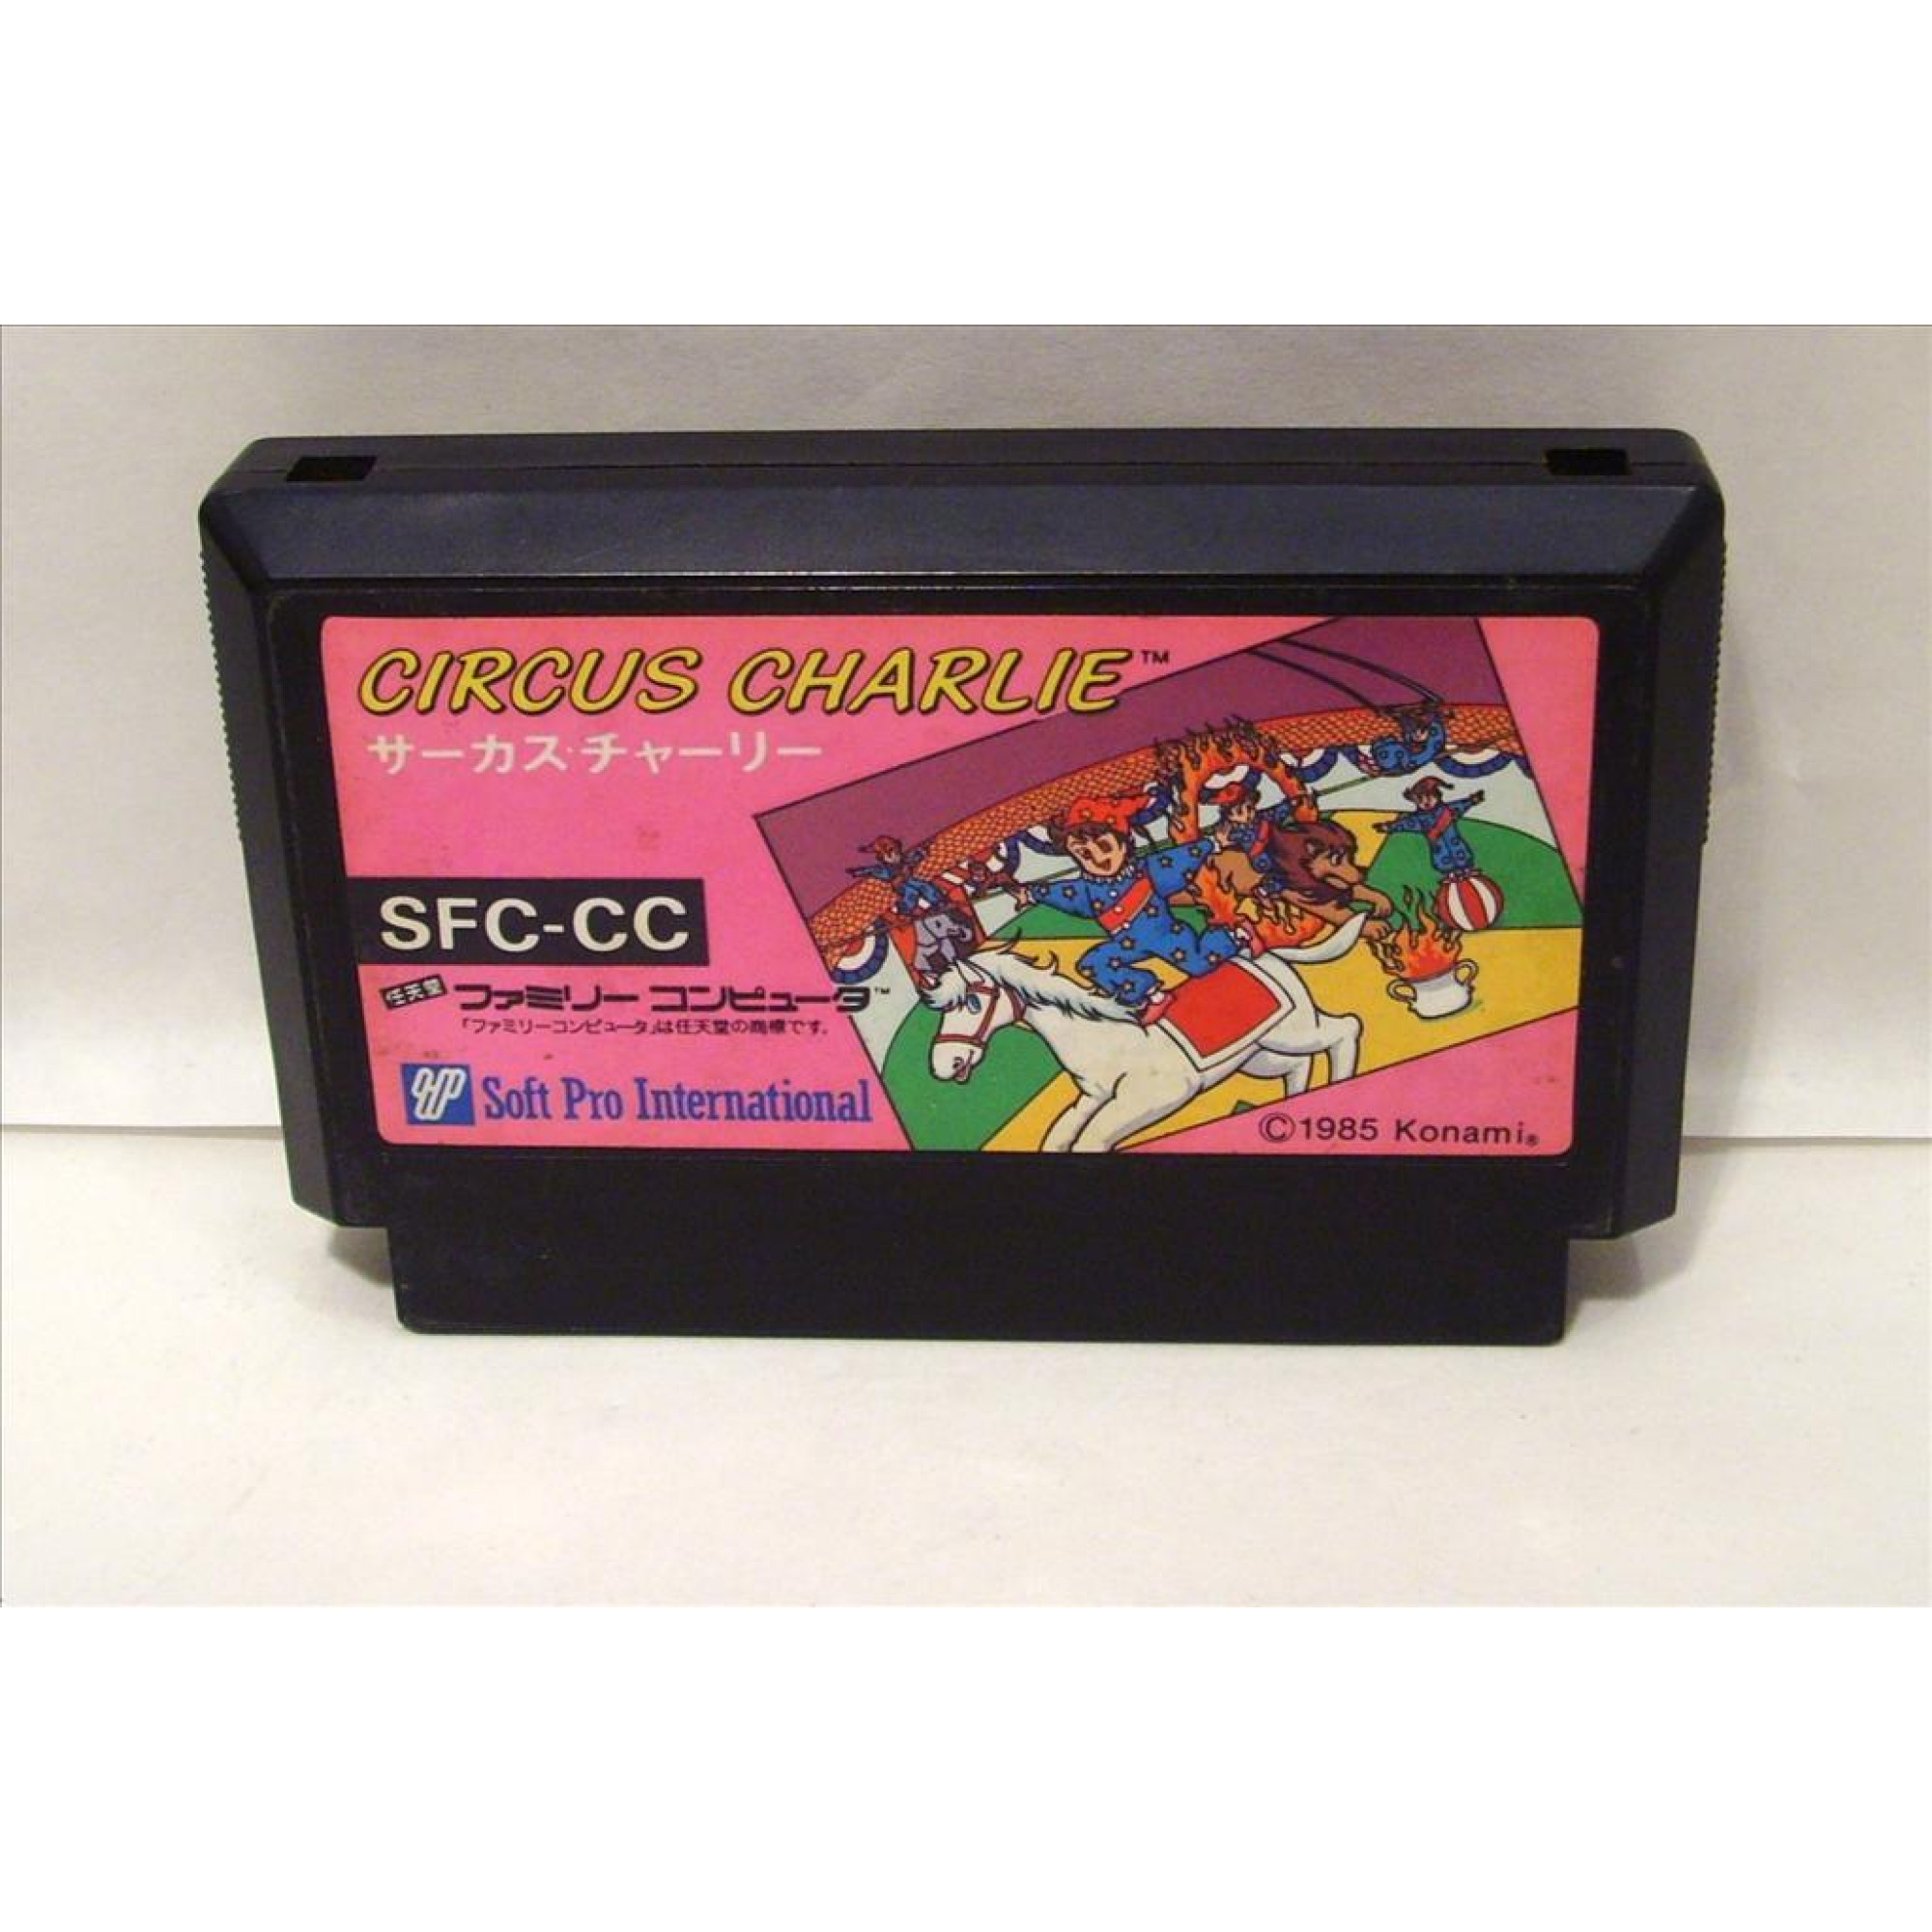 CIRCUS CHARLIE™
サーカス・チャーリー
SFC-CC
任天堂 ファミリー コンピュータ™
「ファミリーコンピュータ」は任天堂の商標です。
Soft Pro International
©1985 Konami®